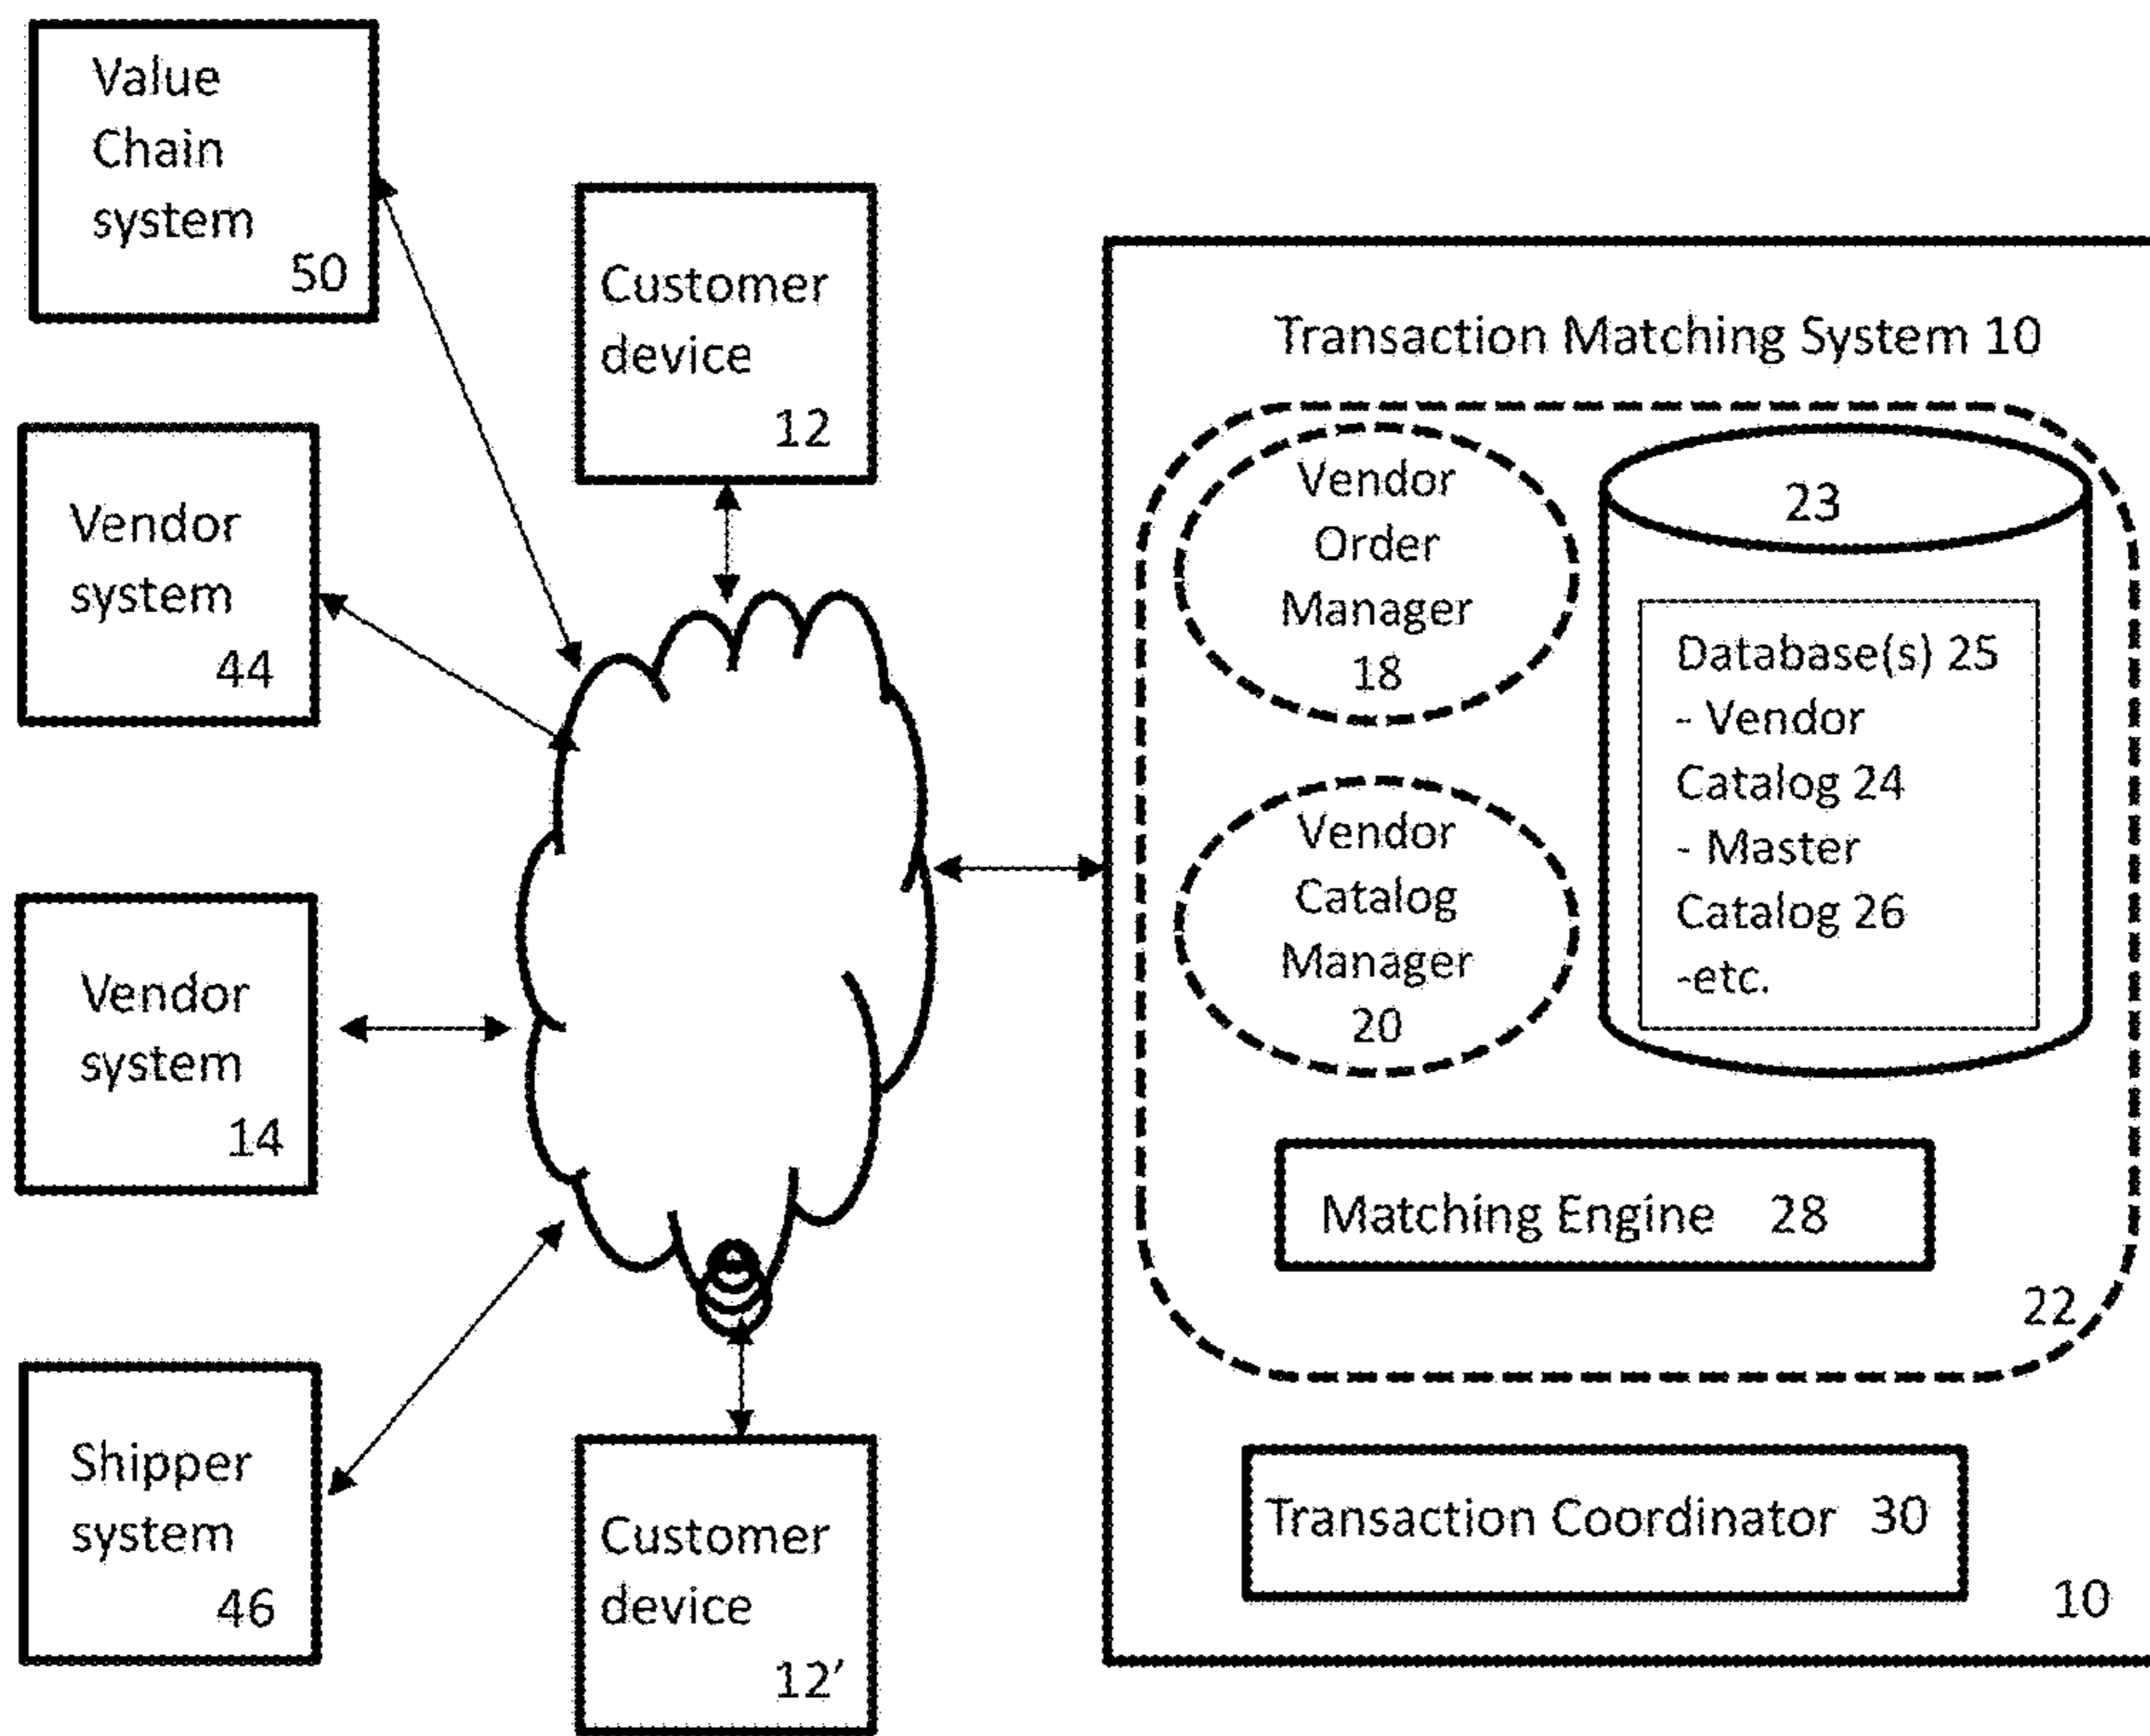 Value
Chain
system
50
Customer
device
12
Vendor
system
44
Vendor
system
14
Shipper
system
46
Customer
device
12'
Transaction Matching System 10
Vendor
Order
Manager
18
Vendor
Catalog
Manager
20
23
Database(s) 25
- Vendor
Catalog 24
- Master
Catalog 26
-etc.
Matching Engine 28
22
Transaction Coordinator 30
10